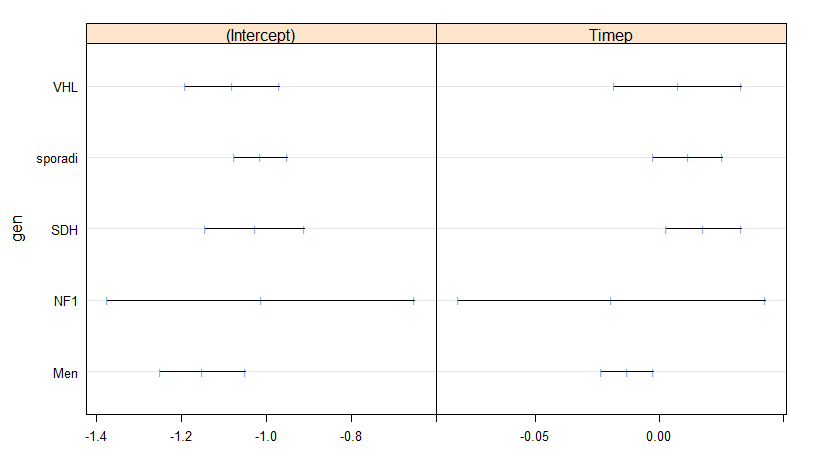 (Intercept) Timep
VHL
sporadi
SDH
NF1
Men
gen
-1.4 -1.2 -1.0 -0.8 -0.05 0.00